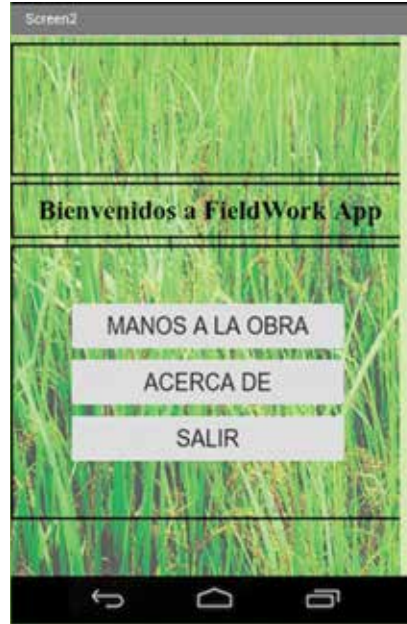 Screen2
Bienvenidos a FieldWork App
MANOS A LA OBRA
ACERCA DE
SALIR